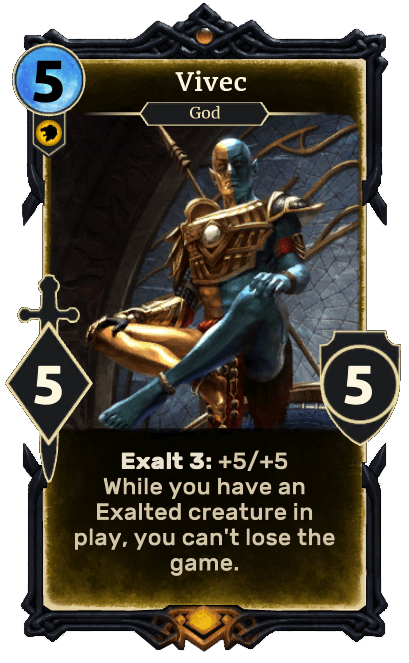 5
Vivec
God
5
5
Exalt 3: +5/+5
While you have an
Exalted creature in
play, you can't lose the
game.